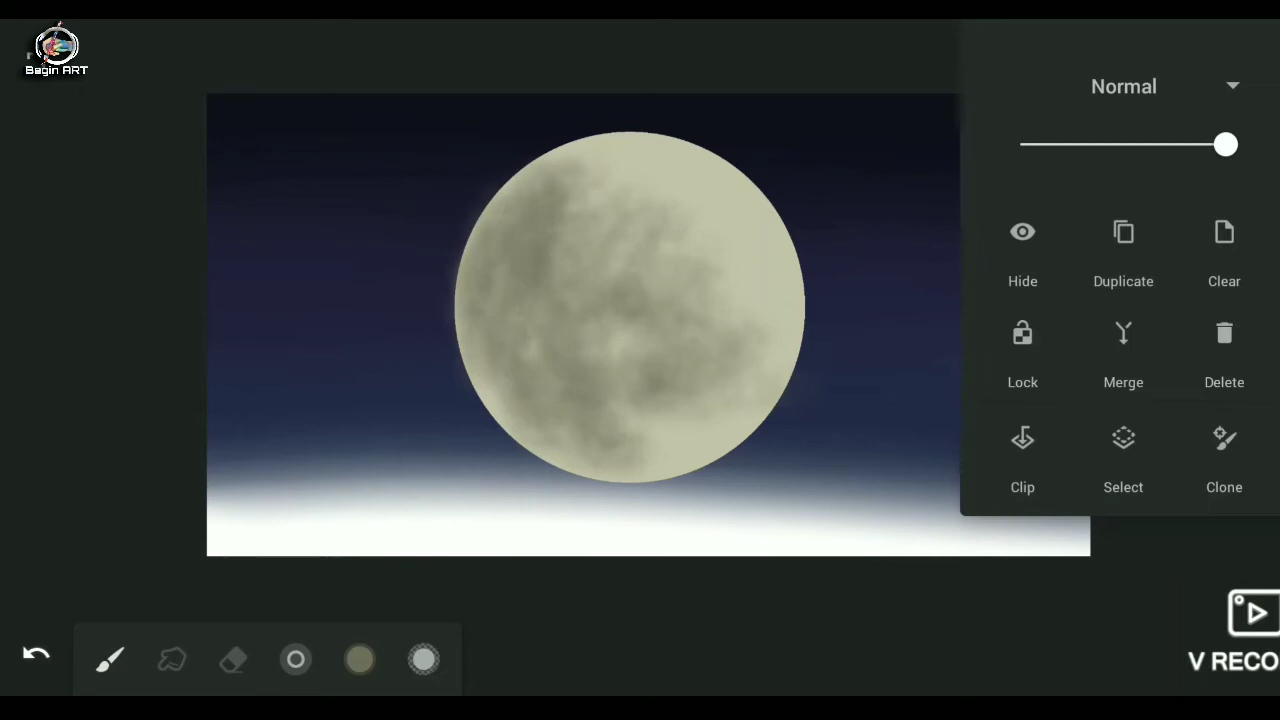 Begin ART
Normal
Hide Duplicate Clear
Lock Merge Delete
Clip Select Clone
V RECO